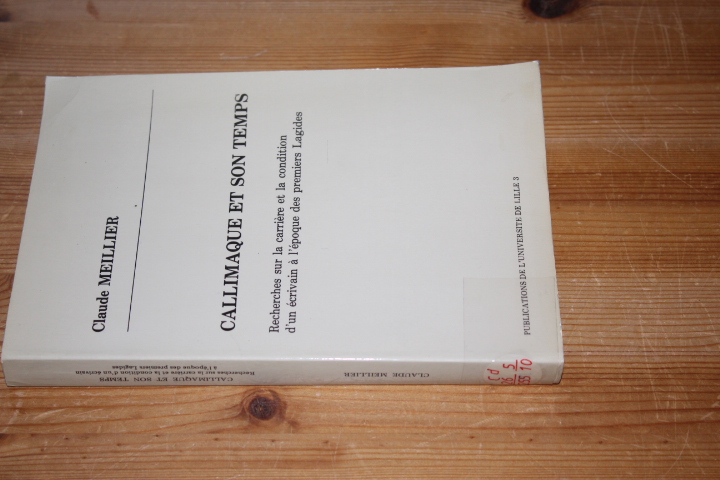 Claude MEILLIER
CALLIMAQUE ET SON TEMPS
Recherches sur la carrière et la condition
d'un écrivain à l'époque des premiers Lagides
PUBLICATIONS DE L'UNIVERSITE DE LILLE 3
CLAUDE MEILLIER
CALLIMAQUE ET SON TEMPS
Recherches sur la carrière et la condition d'un écrivain
à l'époque des premiers Lagides